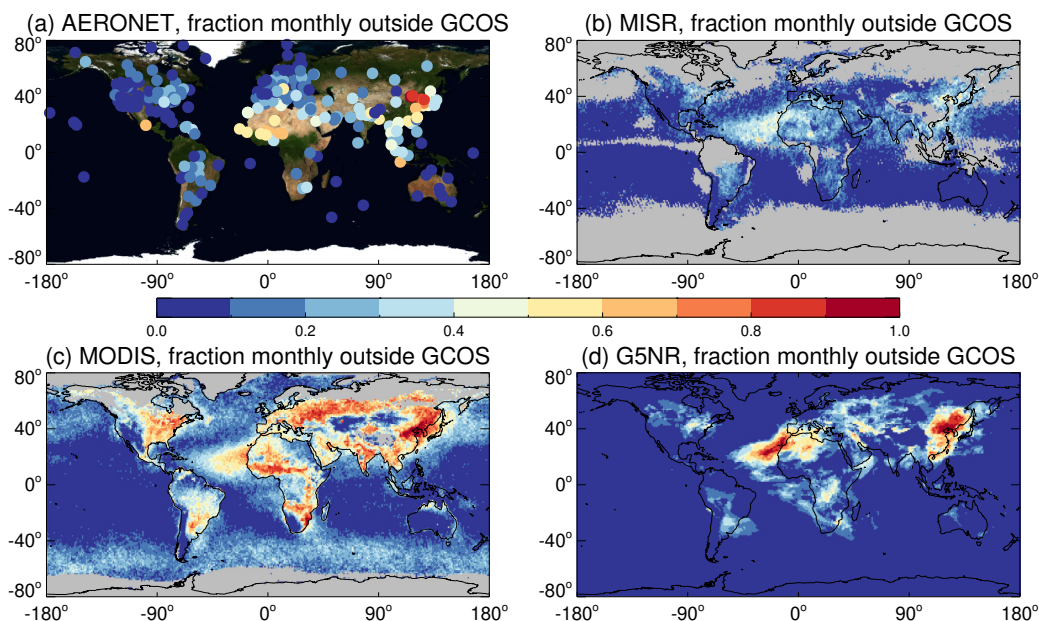 (a) AERONET, fraction monthly outside GCOS
(b) MISR, fraction monthly outside GCOS
80°
40°
0°
-40°
-80°
-180° -90° 0° 90° 180°
80°
40°
0°
-40°
-80°
-180° -90° 0° 90° 180°
0.0 0.2 0.4 0.6 0.8 1.0
(c) MODIS, fraction monthly outside GCOS
(d) G5NR, fraction monthly outside GCOS
80°
40°
0°
-40°
-80°
-180° -90° 0° 90° 180°
80°
40°
0°
-40°
-80°
-180° -90° 0° 90° 180°